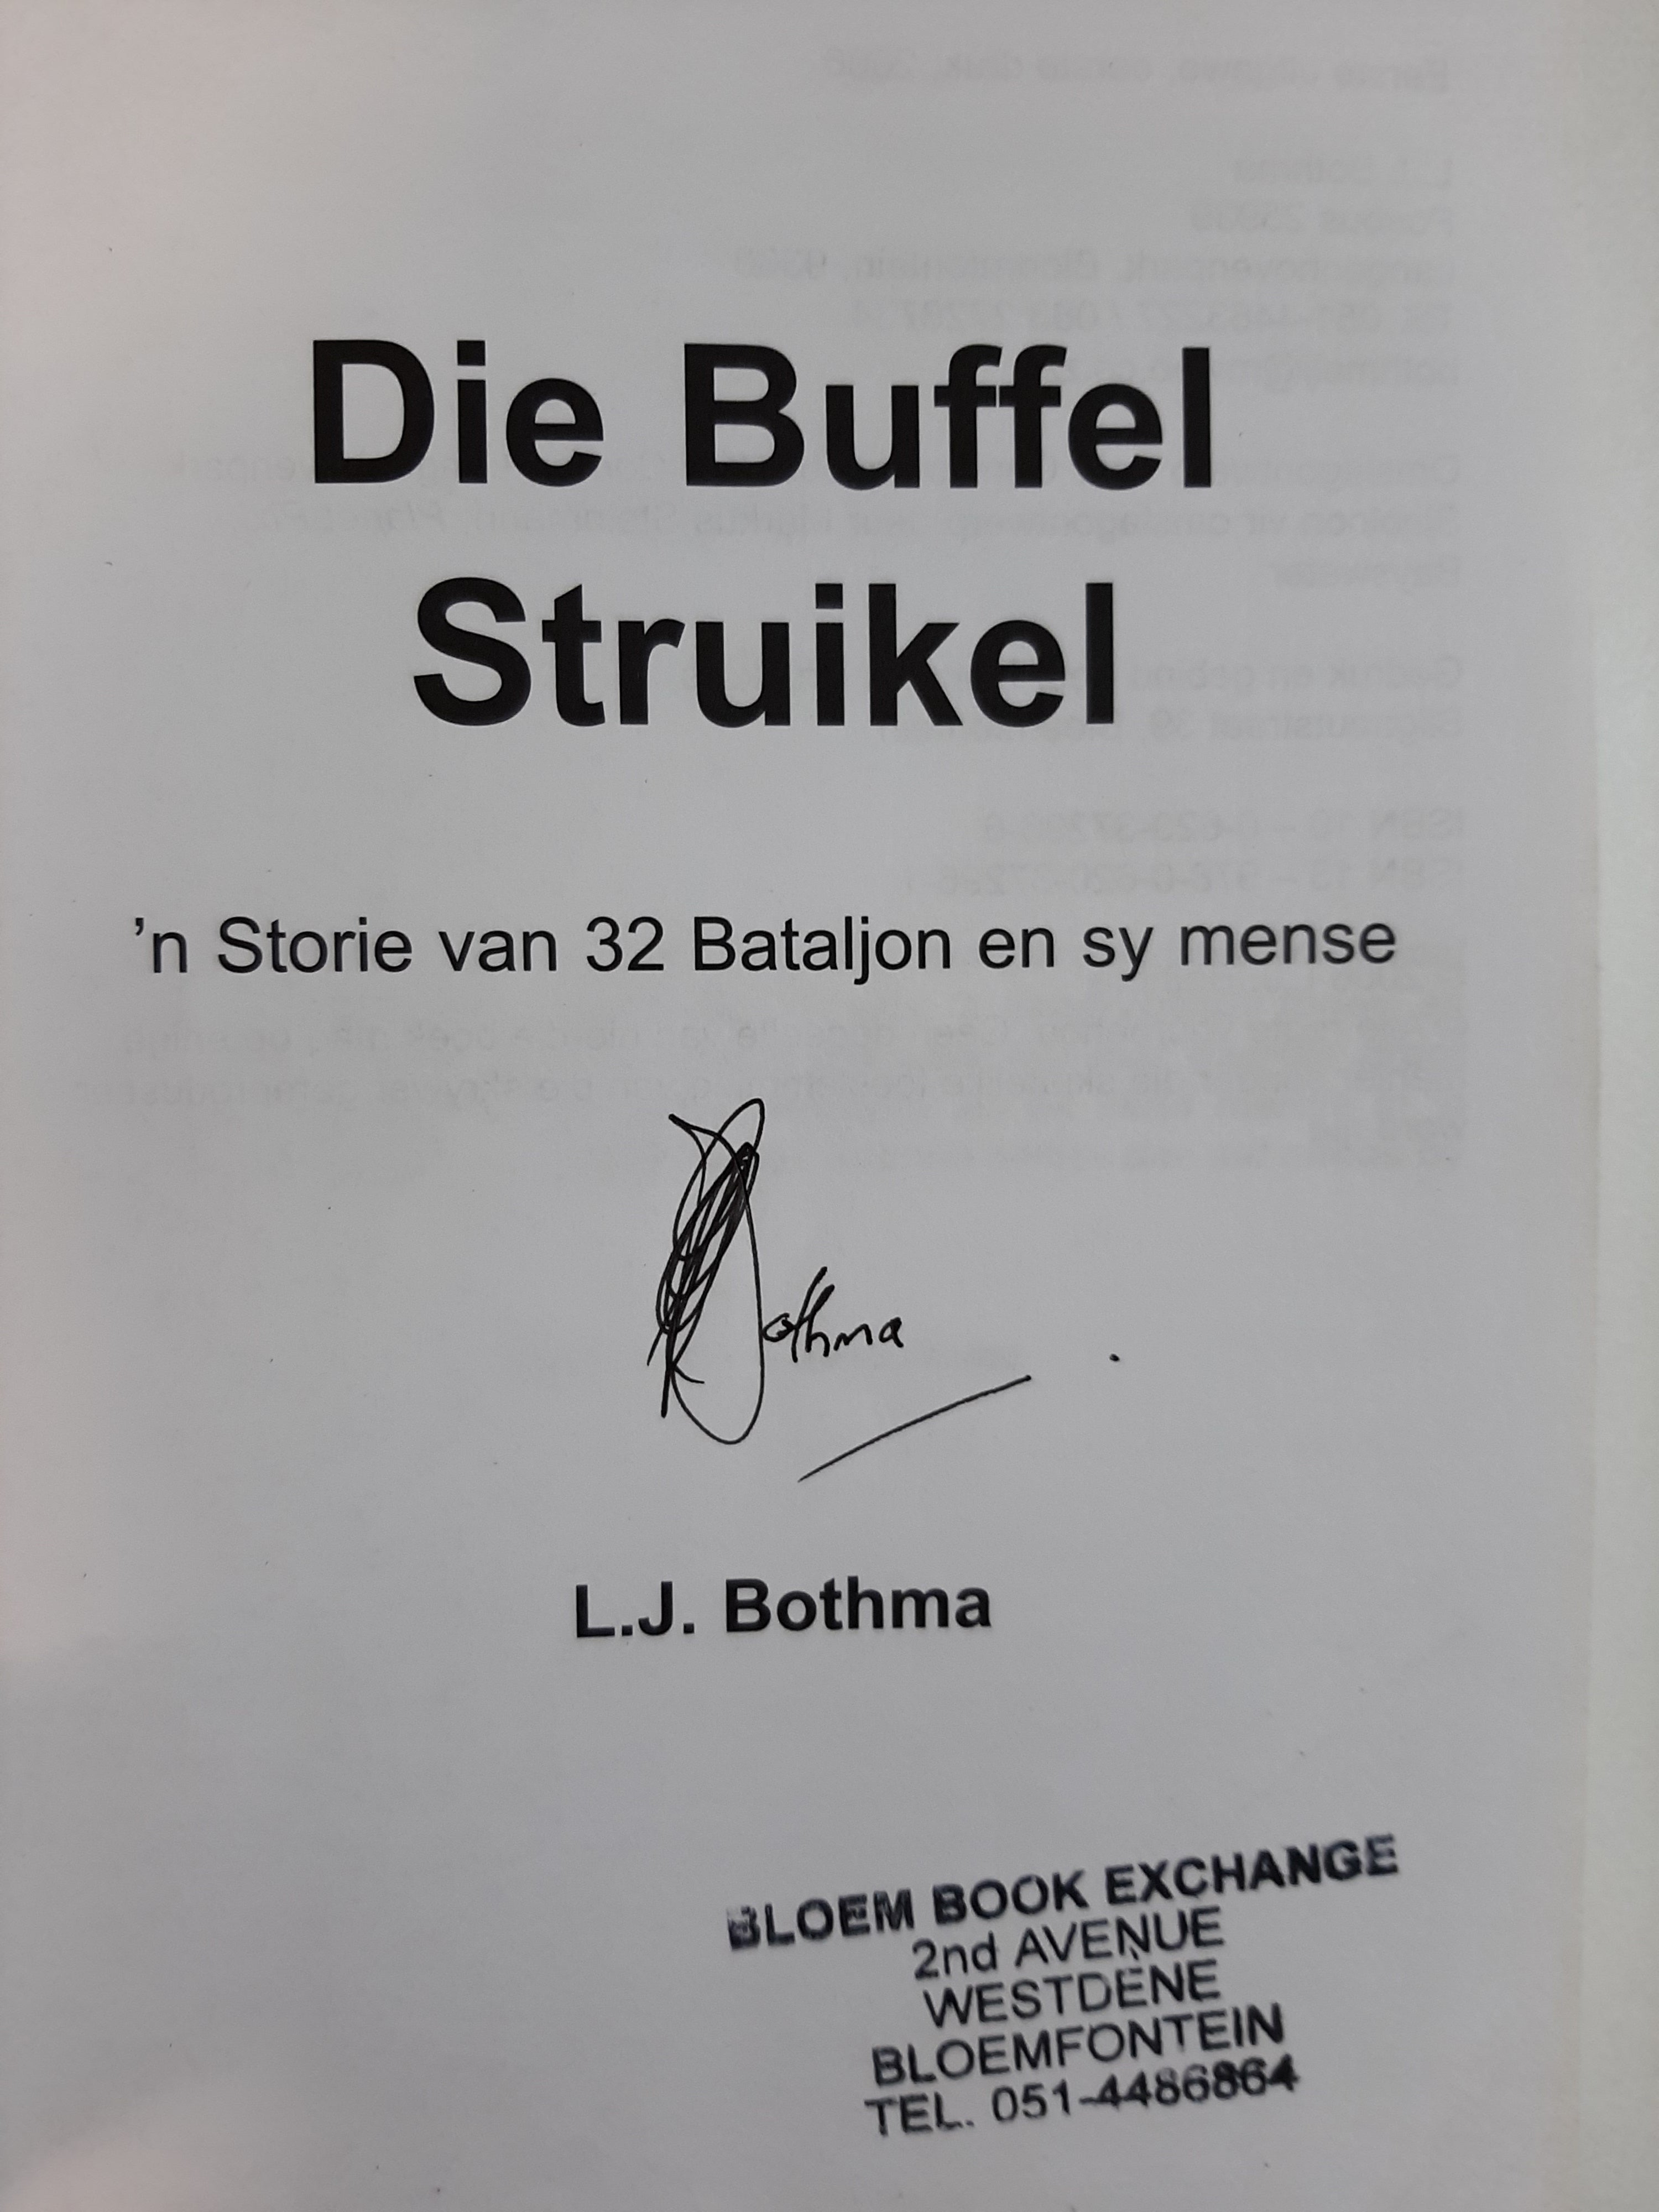 Die Buffel
Struikel
'n Storie van 32 Bataljon en sy mense
Bothma
L.J. Bothma
BLOEM BOOK EXCHANGE
2nd AVENUE
WESTDENE
BLOEMFONTEIN
TEL. 051-4486864